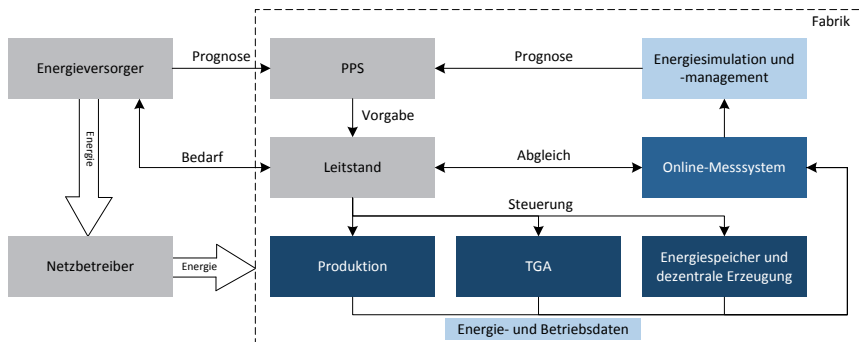 Fabrik
Energieversorger
Prognose
PPS
Prognose
Energiesimulation und
-management
Energie
Vorgabe
Bedarf
Leitstand
Abgleich
Online-Messsystem
Steuerung
Netzbetreiber
Energie
Produktion
TGA
Energiespeicher und
dezentrale Erzeugung
Energie- und Betriebsdaten